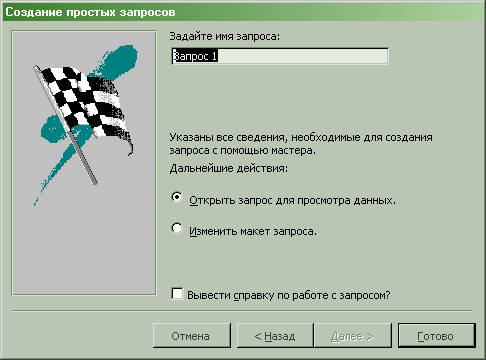 Создание простых запросов
Задайте имя запроса:
Запрос 1
Указаны все сведения, необходимые для создания
запроса с помощью мастера.
Дальнейшие действия:
Открыть запрос для просмотра данных.
Изменить макет запроса.
Вывести справку по работе с запросом?
Отмена
< Назад
Далее >
Готово